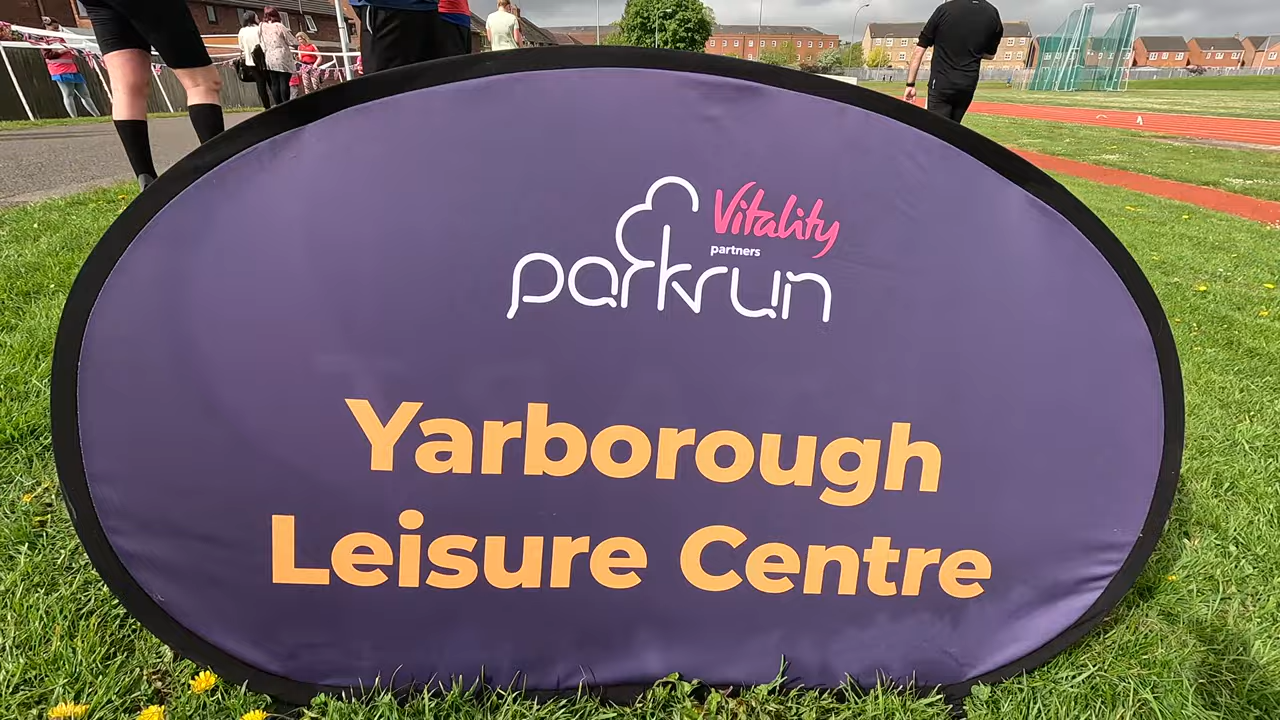 Vitality
partners
parkrun
Yarborough
Leisure Centre